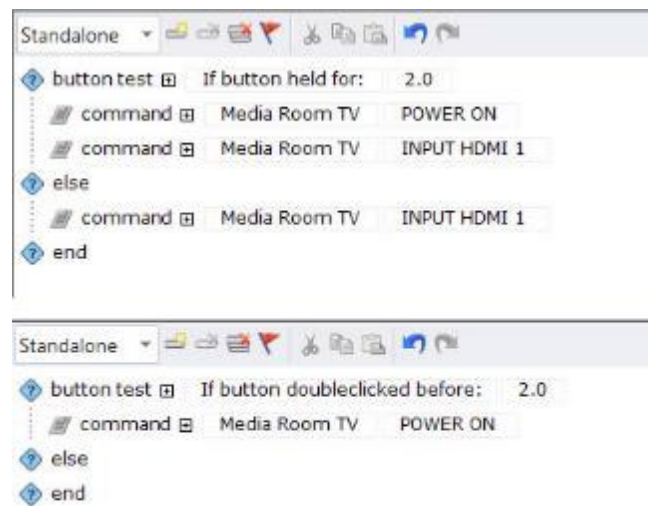 Standalone
button test If button held for: 2.0
command Media Room TV POWER ON
command Media Room TV INPUT HDMI 1
else
command Media Room TV INPUT HDMI 1
end
Standalone
button test If button doubleclicked before: 2.0
command Media Room TV POWER ON
else
end